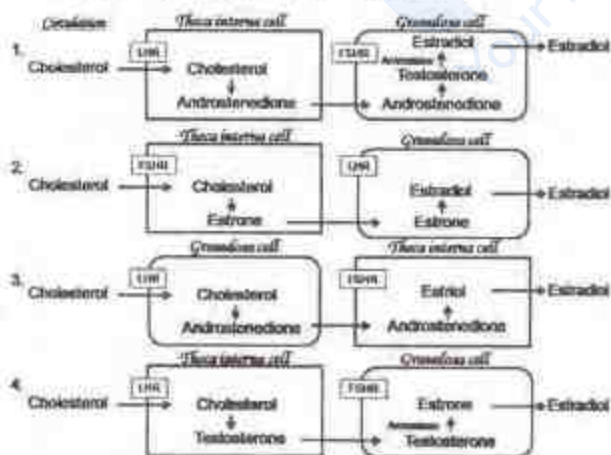 Circulation Theca interna cell Granulosa cell
1.
LHR FSHR Estradiol Estradiol
Cholesterol Cholesterol Aromatase
Testosterone
Androstenedione Androstenedione
Theca interna cell Granulosa cell
2.
FSHR LHR
Cholesterol Cholesterol Estradiol Estradiol
Estrone Estrone
Granulosa cell Theca interna cell
3.
LHR FSHR
Cholesterol Cholesterol Estriol Estradiol
Androstenedione Androstenedione
Theca interna cell Granulosa cell
4.
LHR FSHR
Cholesterol Cholesterol Estrone Estradiol
Aromatase
Testosterone Testosterone